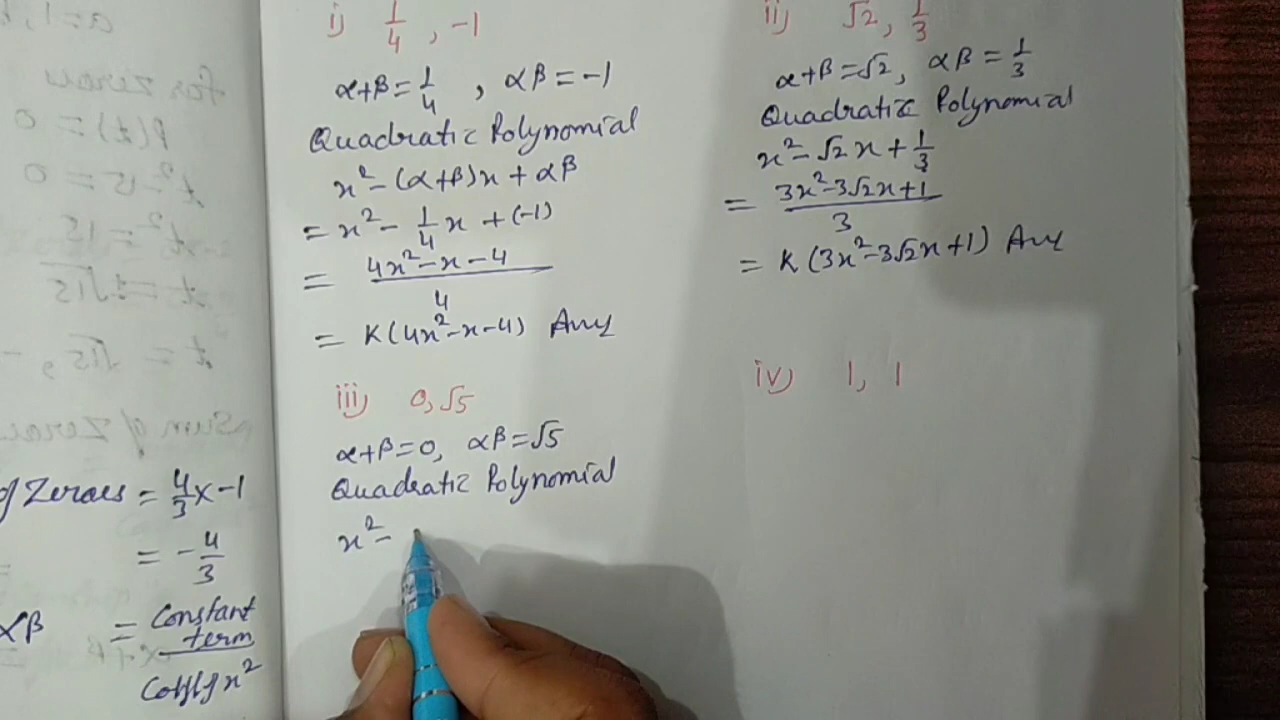 i) 1/4, -1
α+β = 1/4, αβ = -1
Quadratic Polynomial
x² - (α+β)x + αβ
= x² - 1/4 x + (-1)
= (4x² - x - 4)/4
= K(4x² - x - 4) Ans
ii) √2, 1/3
α+β = √2, αβ = 1/3
Quadratic Polynomial
x² - √2x + 1/3
= (3x² - 3√2x + 1)/3
= K(3x² - 3√2x + 1) Ans
iii) 0, √5
α+β = 0, αβ = √5
Quadratic Polynomial
x² -
iv) 1, 1
of Zeroes = 4/3 x -1
= -4/3
αβ = Constant term / Coeff of x²